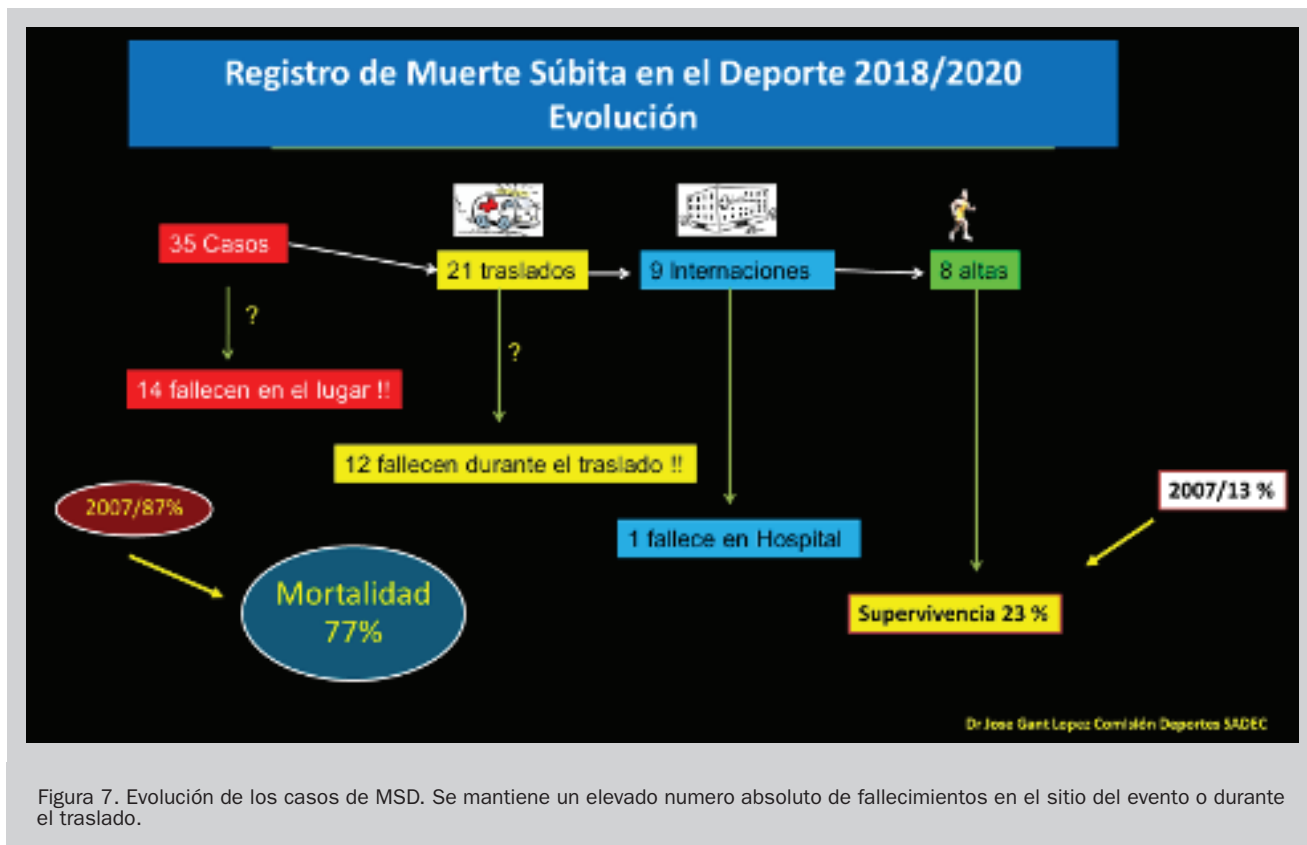 Registro de Muerte Súbita en el Deporte 2018/2020
Evolución
35 Casos
21 traslados
9 Internaciones
8 altas
?
?
14 fallecen en el lugar !!
12 fallecen durante el traslado !!
2007/87%
2007/13 %
1 fallece en Hospital
Mortalidad
77%
Supervivencia 23 %
Dr Jose Gant Lopez Comisión Deportes SADEC
Figura 7. Evolución de los casos de MSD. Se mantiene un elevado numero absoluto de fallecimientos en el sitio del evento o durante
el traslado.